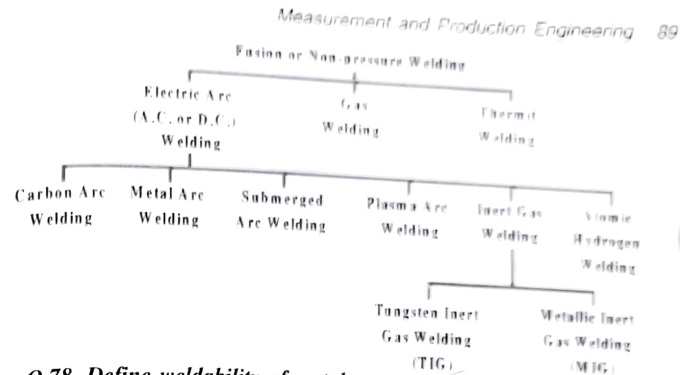 Measurement and Production Engineering 89
Fusion or Non-pressure Welding
Electric Arc
(A.C. or D.C.)
Welding
Gas
Welding
Thermit
Welding
Carbon Arc
Welding
Metal Arc
Welding
Submerged
Arc Welding
Plasma Arc
Welding
Inert Gas
Welding
Atomic
Hydrogen
Welding
Tungsten Inert
Gas Welding
(TIG)
Metallic Inert
Gas Welding
(MIG)
Q.78. Define weldability of